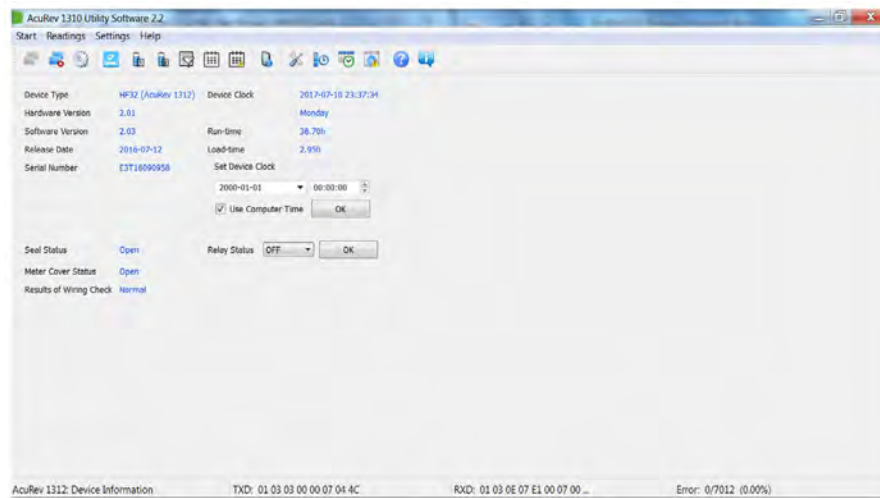 AcuRev 1310 Utility Software 2.2
Start Readings Settings Help
Device Type HF32 (AcuRev 1312) Device Clock 2017-07-10 23:37:34
Hardware Version 2.01 Monday
Software Version 2.03 Run-time 38.70h
Release Date 2016-07-12 Load-time 2.95h
Serial Number E3T16090956 Set Device Clock
2000-01-01 00:00:00
Use Computer Time OK
Seal Status Open Relay Status OFF OK
Meter Cover Status Open
Results of Wiring Check Normal
AcuRev 1312: Device Information TXD: 01 03 03 00 00 07 04 4C RXD: 01 03 0E 07 E1 00 07 00 ... Error: 0/7012 (0.00%)